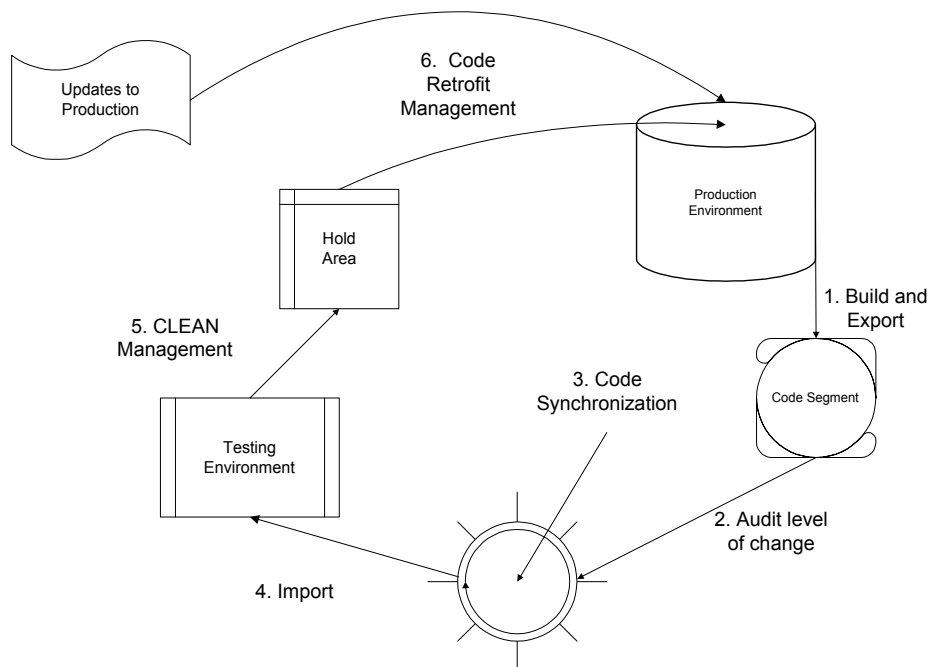 Updates to
Production
6. Code
Retrofit
Management
Production
Environment
Hold
Area
1. Build and
Export
5. CLEAN
Management
3. Code
Synchronization
Code Segment
Testing
Environment
2. Audit level
of change
4. Import